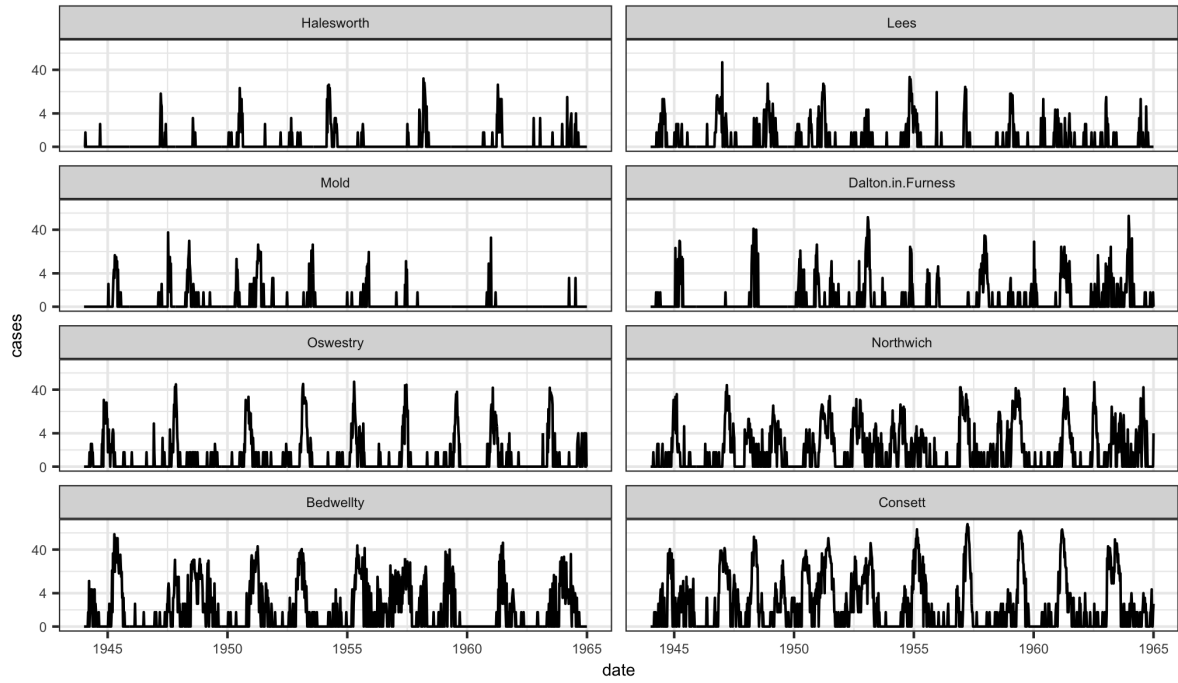 Halesworth Lees
40
4
0
Mold Dalton.in.Furness
40
4
0
cases
Oswestry Northwich
40
4
0
Bedwellty Consett
40
4
0
1945 1950 1955 1960 1965 1945 1950 1955 1960 1965
date